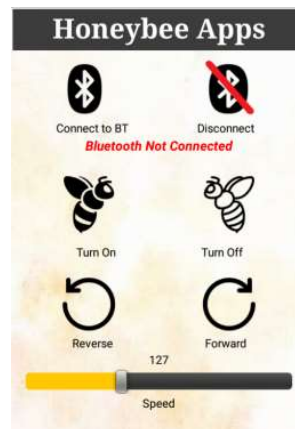 Honeybee Apps
Connect to BT Disconnect
Bluetooth Not Connected
Turn On Turn Off
Reverse Forward
127
Speed